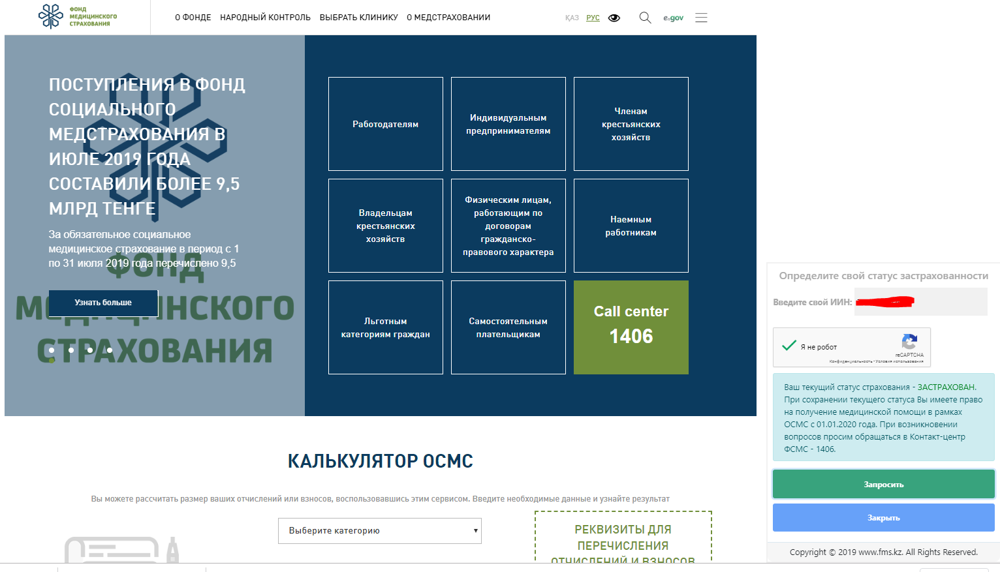 ФОНД
МЕДИЦИНСКОГО
СТРАХОВАНИЯ
О ФОНДЕ НАРОДНЫЙ КОНТРОЛЬ ВЫБРАТЬ КЛИНИКУ О МЕДСТРАХОВАНИИ
ҚАЗ РУС
egov
ПОСТУПЛЕНИЯ В ФОНД
СОЦИАЛЬНОГО
МЕДСТРАХОВАНИЯ В
ИЮЛЕ 2019 ГОДА
СОСТАВИЛИ БОЛЕЕ 9,5
МЛРД ТЕНГЕ
За обязательное социальное
медицинское страхование в период с 1
по 31 июля 2019 года перечислено 9,5
Узнать больше
ФОНД
МЕДИЦИНСКОГО
СТРАХОВАНИЯ
Работодателям
Индивидуальным
предпринимателям
Членам
крестьянских
хозяйств
Владельцам
крестьянских
хозяйств
Физическим лицам,
работающим по
договорам
гражданско-
правового характера
Наемным
работникам
Льготным
категориям граждан
Самостоятельным
плательщикам
Call center
1406
КАЛЬКУЛЯТОР ОСМС
Вы можете рассчитать размер ваших отчислений или взносов, воспользовавшись этим сервисом. Введите необходимые данные и узнайте результат
Выберите категорию
РЕКВИЗИТЫ ДЛЯ
ПЕРЕЧИСЛЕНИЯ
ОТЧИСЛЕНИЙ И ВЗНОСОВ
Определите свой статус застрахованности
Введите свой ИИН:
Я не робот
reCAPTCHA
Конфиденциальность - Условия использования
Ваш текущий статус страхования - ЗАСТРАХОВАН.
При сохранении текущего статуса Вы имеете право
на получение медицинской помощи в рамках
ОСМС с 01.01.2020 года. При возникновении
вопросов просим обращаться в Контакт-центр
ФСМС - 1406.
Запросить
Закрыть
Copyright © 2019 www.fms.kz. All Rights Reserved.